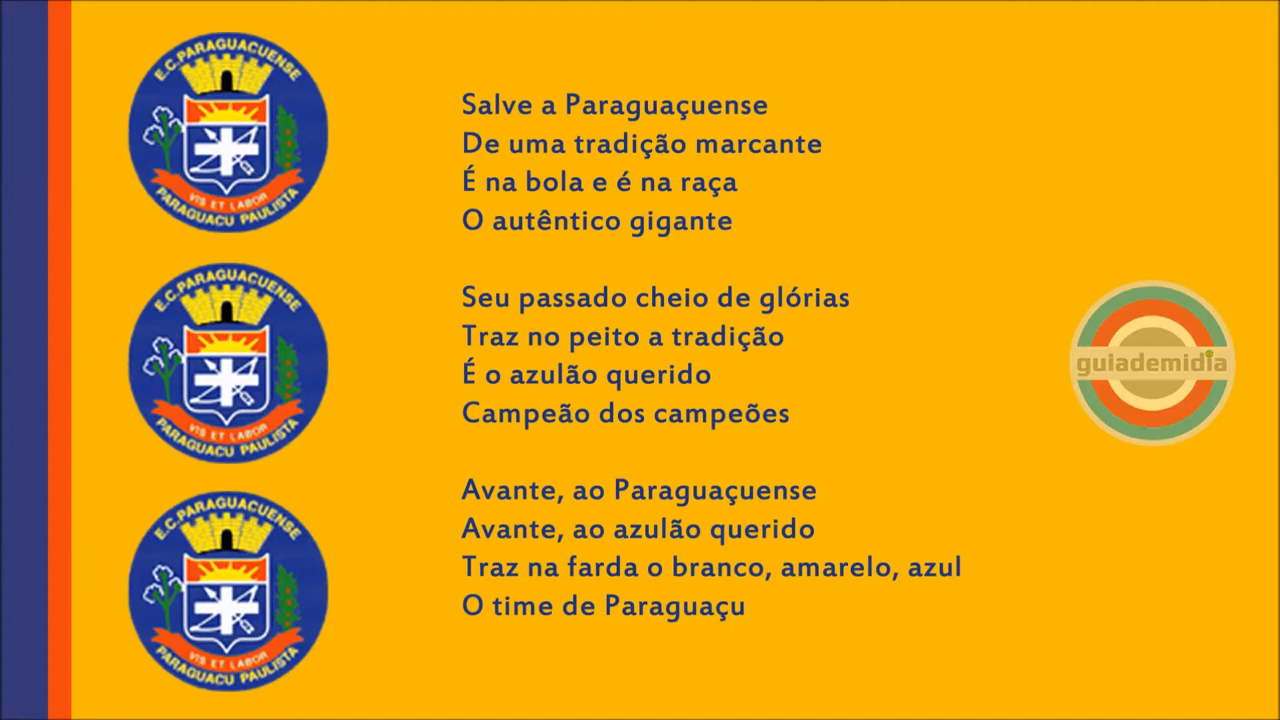 E.C. PARAGUACUENSE
VIS ET LABOR
PARAGUACU PAULISTA
E.C. PARAGUACUENSE
VIS ET LABOR
PARAGUACU PAULISTA
E.C. PARAGUACUENSE
VIS ET LABOR
PARAGUACU PAULISTA
Salve a Paraguaçuense
De uma tradição marcante
É na bola e é na raça
O autêntico gigante
Seu passado cheio de glórias
Traz no peito a tradição
É o azulão querido
Campeão dos campeões
Avante, ao Paraguaçuense
Avante, ao azulão querido
Traz na farda o branco, amarelo, azul
O time de Paraguaçu
guiademidia